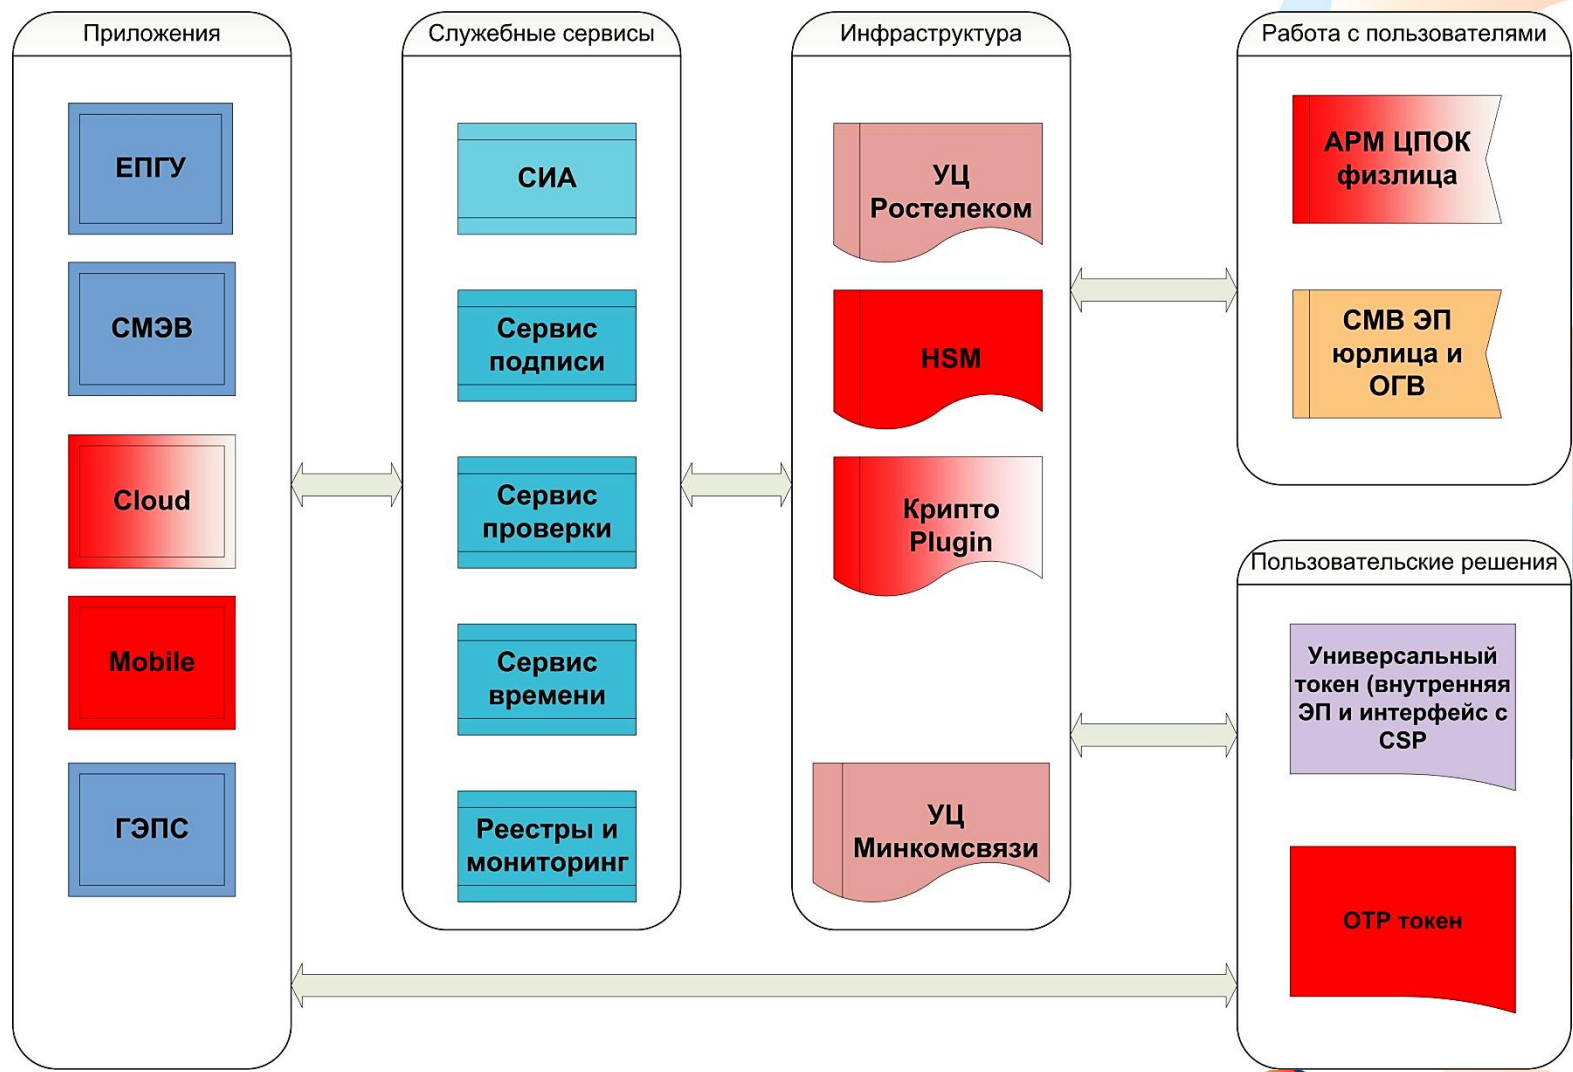 Приложения
ЕПГУ
СМЭВ
Cloud
Mobile
ГЭПС
Служебные сервисы
СИА
Сервис
подписи
Сервис
проверки
Сервис
времени
Реестры и
мониторинг
Инфраструктура
УЦ
Ростелеком
HSM
Крипто
Plugin
УЦ
Минкомсвязи
Работа с пользователями
АРМ ЦПОК
физлица
СМВ ЭП
юрлица и
ОГВ
Пользовательские решения
Универсальный
токен (внутренняя
ЭП и интерфейс с
CSP
ОТР токен